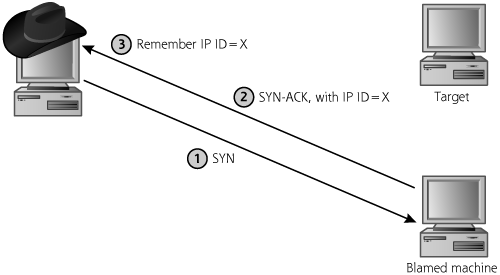 3 Remember IP ID=X
Target
2 SYN-ACK, with IP ID=X
1 SYN
Blamed machine